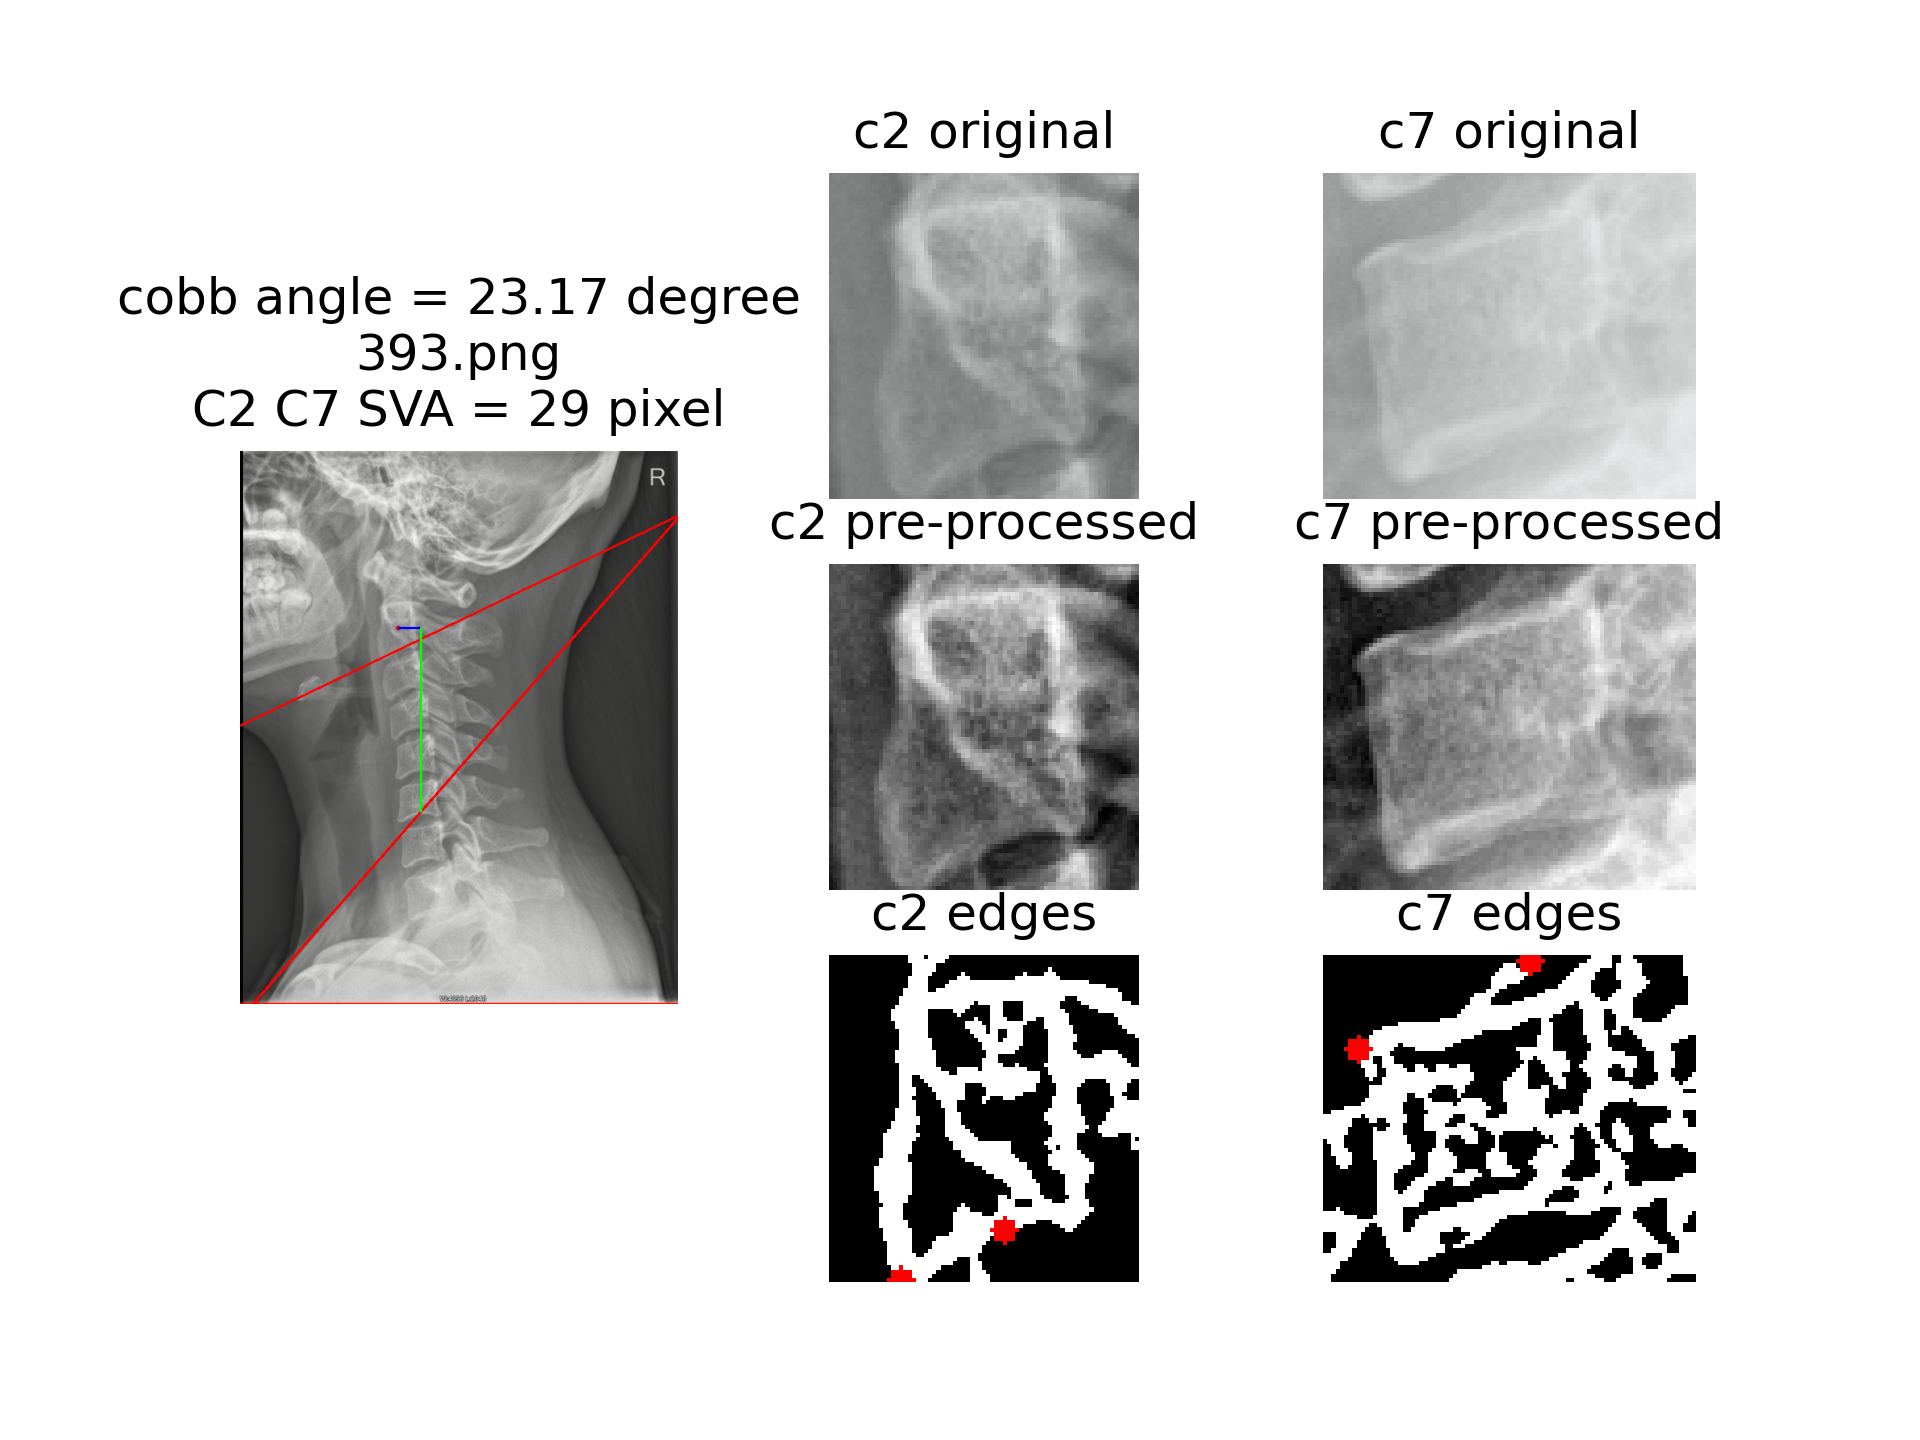 cobb angle = 23.17 degree
393.png
C2 C7 SVA = 29 pixel
R
c2 original
c7 original
c2 pre-processed
c7 pre-processed
c2 edges
c7 edges